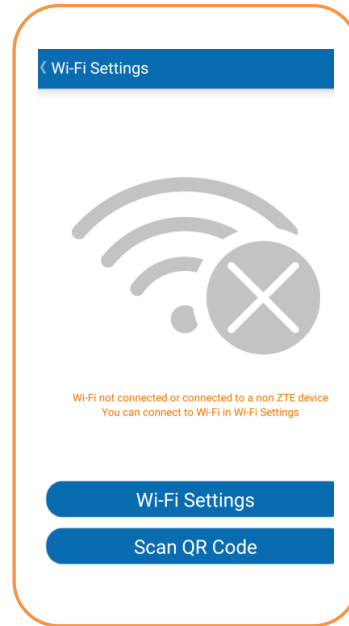 Wi-Fi Settings
Wi-Fi not connected or connected to a non ZTE device
You can connect to Wi-Fi in Wi-Fi Settings
Wi-Fi Settings
Scan QR Code